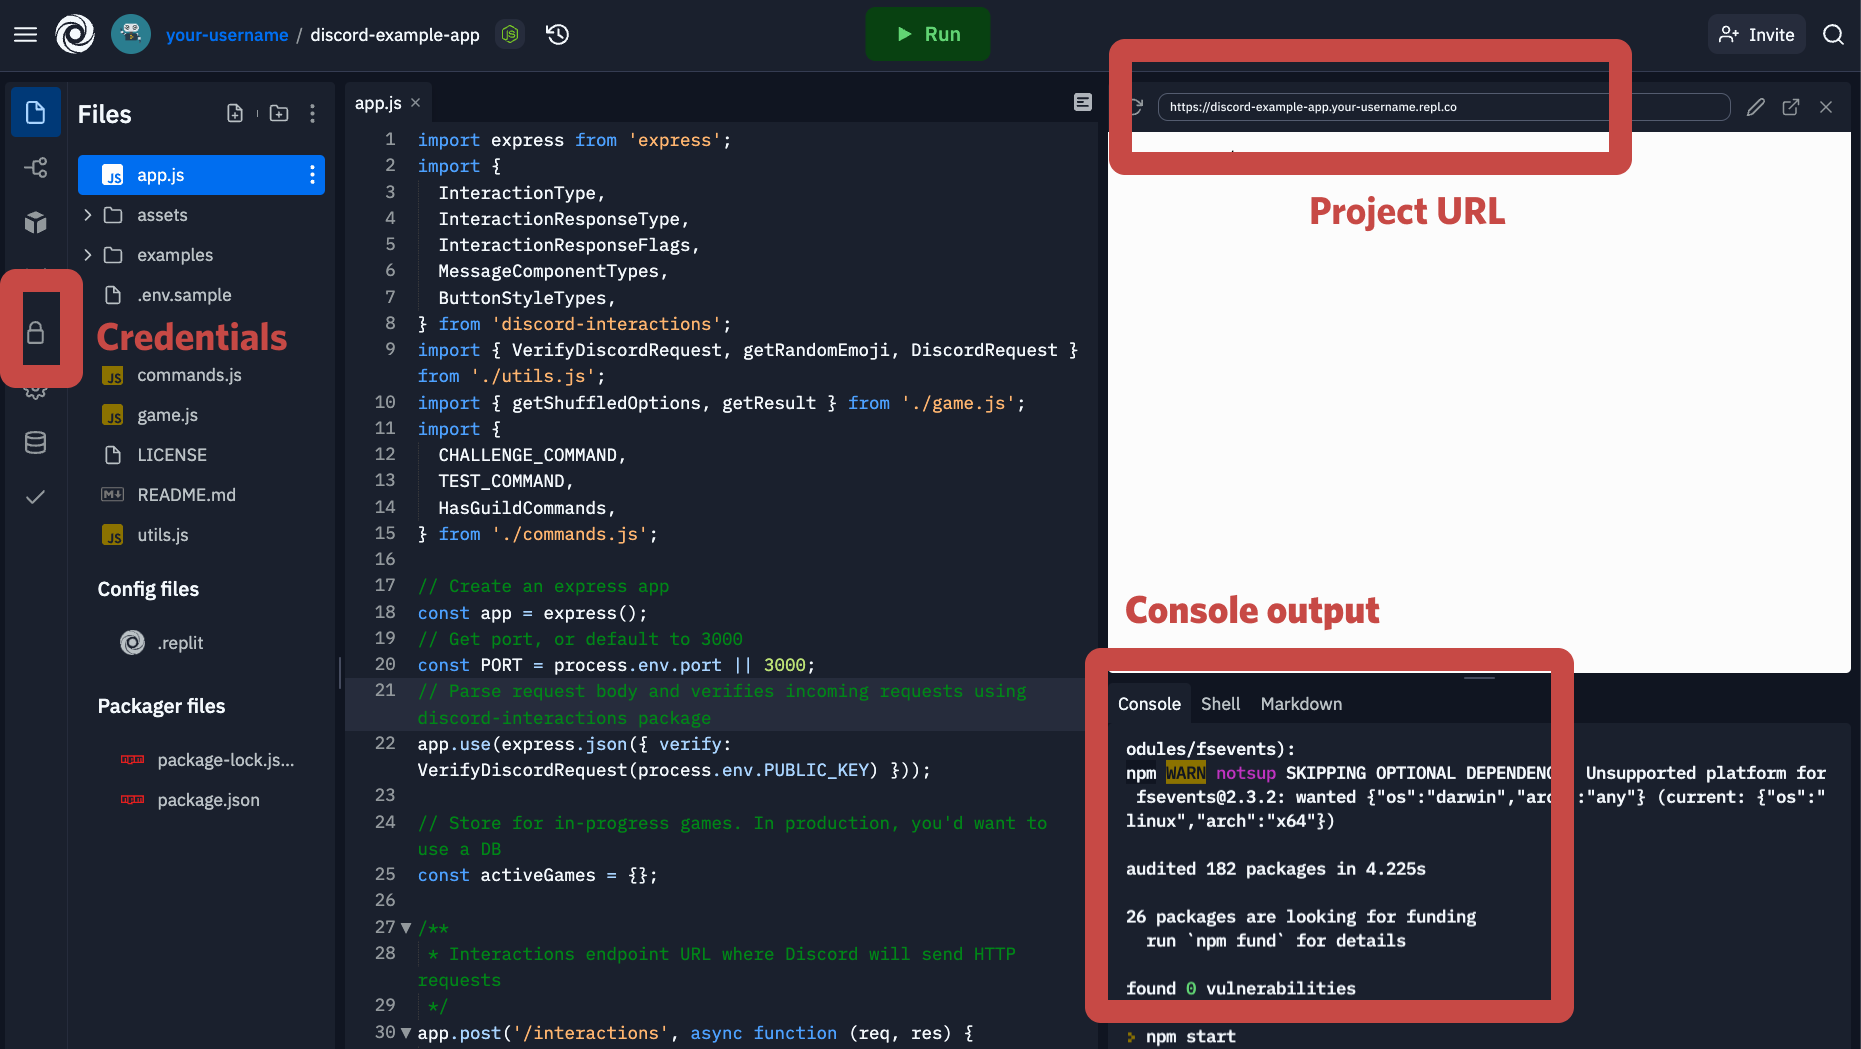 your-username / discord-example-app
Run
Invite
Files
app.js
assets
examples
.env.sample
Credentials
commands.js
game.js
LICENSE
README.md
utils.js
Config files
.replit
Packager files
package-lock.js...
package.json
app.js
1 import express from 'express';
2 import {
3 InteractionType,
4 InteractionResponseType,
5 InteractionResponseFlags,
6 MessageComponentTypes,
7 ButtonStyleTypes,
8 } from 'discord-interactions';
9 import { VerifyDiscordRequest, getRandomEmoji, DiscordRequest }
from './utils.js';
10 import { getShuffledOptions, getResult } from './game.js';
11 import {
12 CHALLENGE_COMMAND,
13 TEST_COMMAND,
14 HasGuildCommands,
15 } from './commands.js';
16
17 // Create an express app
18 const app = express();
19 // Get port, or default to 3000
20 const PORT = process.env.port || 3000;
21 // Parse request body and verifies incoming requests using
discord-interactions package
22 app.use(express.json({ verify:
VerifyDiscordRequest(process.env.PUBLIC_KEY) }));
23
24 // Store for in-progress games. In production, you'd want to
use a DB
25 const activeGames = {};
26
27 /**
28 * Interactions endpoint URL where Discord will send HTTP
requests
29 */
30 app.post('/interactions', async function (req, res) {
https://discord-example-app.your-username.repl.co
Project URL
Console output
Console Shell Markdown
odules/fsevents):
npm WARN notsup SKIPPING OPTIONAL DEPENDENC Unsupported platform for
fsevents@2.3.2: wanted {"os":"darwin","arc :"any"} (current: {"os":"
linux","arch":"x64"})
audited 182 packages in 4.225s
26 packages are looking for funding
run `npm fund` for details
found 0 vulnerabilities
npm start